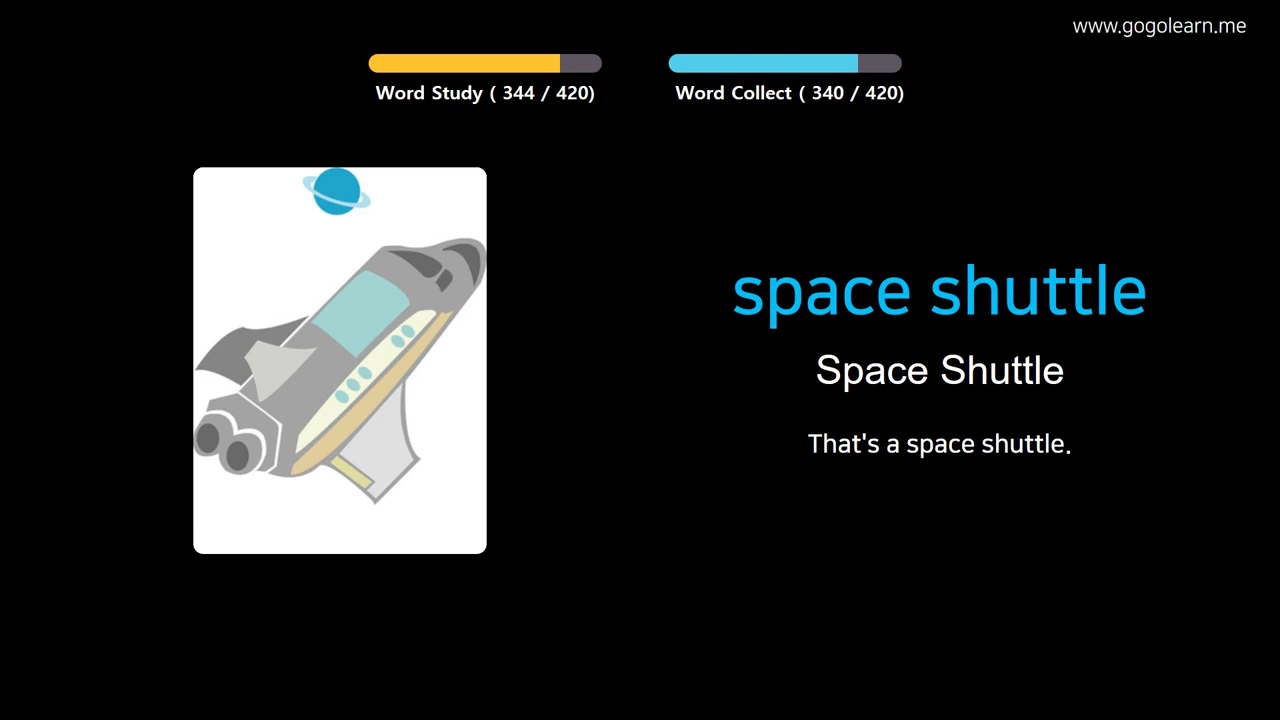 www.gogolearn.me
Word Study ( 344 / 420)
Word Collect ( 340 / 420)
space shuttle
Space Shuttle
That's a space shuttle.